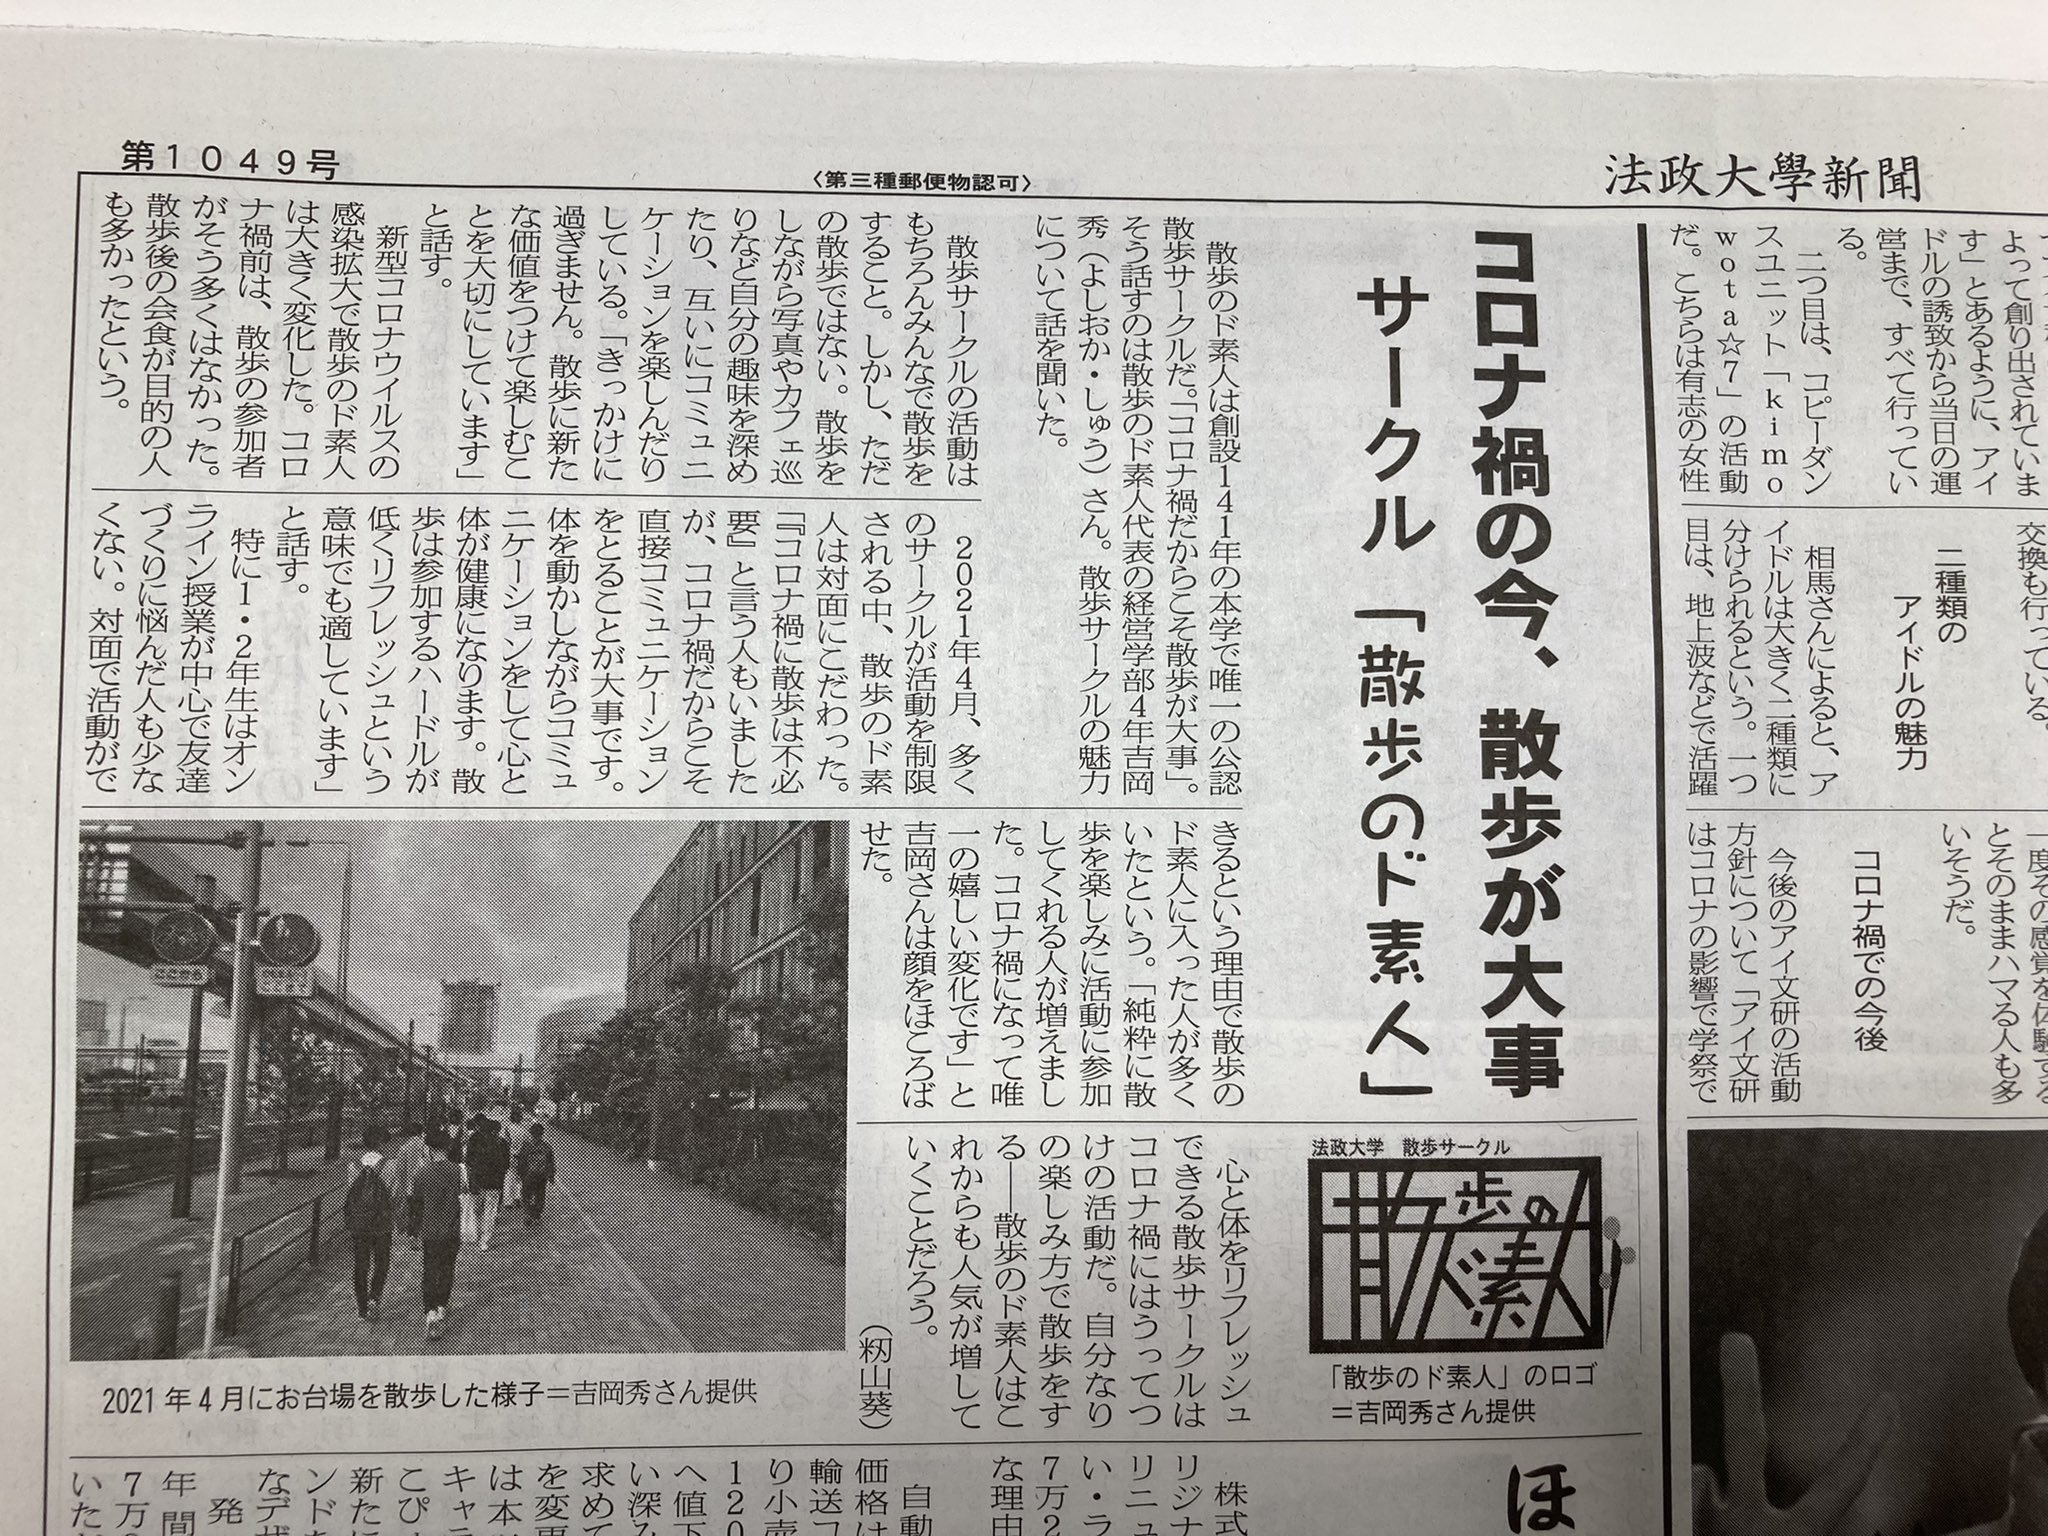 法政大學新聞
〈第三種郵便物認可〉
第1049号
よって創り出されていま
す」とあるように、アイ
ドルの誘致から当日の運
営まで、すべて行ってい
る。
二つ目は、コピーダン
スユニット「kimo
wota☆7」の活動
だ。こちらは有志の女性
交換も行っている。
二種類の
アイドルの魅力
相馬さんによると、ア
イドルは大きく二種類に
分けられるという。一つ
目は、地上波などで活躍
一度その感覚を体験する
とそのままハマる人も多
いそうだ。
コロナ禍での今後
今後のアイ文研の活動
方針について「アイ文研
はコロナの影響で学祭で
コロナ禍の今、散歩が大事
サークル「散歩のド素人」
散歩のド素人は創設141年の本学で唯一の公認
散歩サークルだ。「コロナ禍だからこそ散歩が大事」。
そう話すのは散歩のド素人代表の経営学部4年吉岡
秀(よしおか・しゅう)さん。散歩サークルの魅力
について話を聞いた。
散歩サークルの活動は
もちろんみんなで散歩を
すること。しかし、ただ
の散歩ではない。散歩を
しながら写真やカフェ巡
りなど自分の趣味を深め
たり、互いにコミュニ
ケーションを楽しんだり
している。「きっかけに
過ぎません。散歩に新た
な価値をつけて楽しむこ
とを大切にしています」
と話す。
新型コロナウイルスの
感染拡大で散歩のド素人
は大きく変化した。コロ
ナ禍前は、散歩の参加者
がそう多くはなかった。
散歩後の会食が目的の人
も多かったという。
2021年4月、多く
のサークルが活動を制限
される中、散歩のド素
人は対面にこだわった。
「『コロナ禍に散歩は不必
要』と言う人もいました
が、コロナ禍だからこそ
直接コミュニケーション
をとることが大事です。
体を動かしながらコミュ
ニケーションをして心と
体が健康になります。散
歩は参加するハードルが
低くリフレッシュという
意味でも適しています」
と話す。
特に1・2年生はオン
ライン授業が中心で友達
づくりに悩んだ人も少な
くない。対面で活動がで
きるという理由で散歩の
ド素人に入った人が多く
いたという。「純粋に散
歩を楽しみに活動に参加
してくれる人が増えまし
た。コロナ禍になって唯
一の嬉しい変化です」と
吉岡さんは顔をほころば
せた。
心と体をリフレッシュ
できる散歩サークルは
コロナ禍にはうってつ
けの活動だ。自分なり
の楽しみ方で散歩をす
る――散歩のド素人はこ
れからも人気が増して
いくことだろう。
(籾山葵)
法政大学 散歩サークル
散歩のド素人
「散歩のド素人」のロゴ
=吉岡秀さん提供
ここから
ここまで
2021年4月にお台場を散歩した様子=吉岡秀さん提供
ほ
株式
リジナ
リニュ
い・ラ
7万2
な理由
自動
価格は
輸送コ
り小売
120
へ値下
い深み
求めて
を変更
は本
キャラ
こぴ
新たに
ンドを
なデザ
発
年間
7万
いた